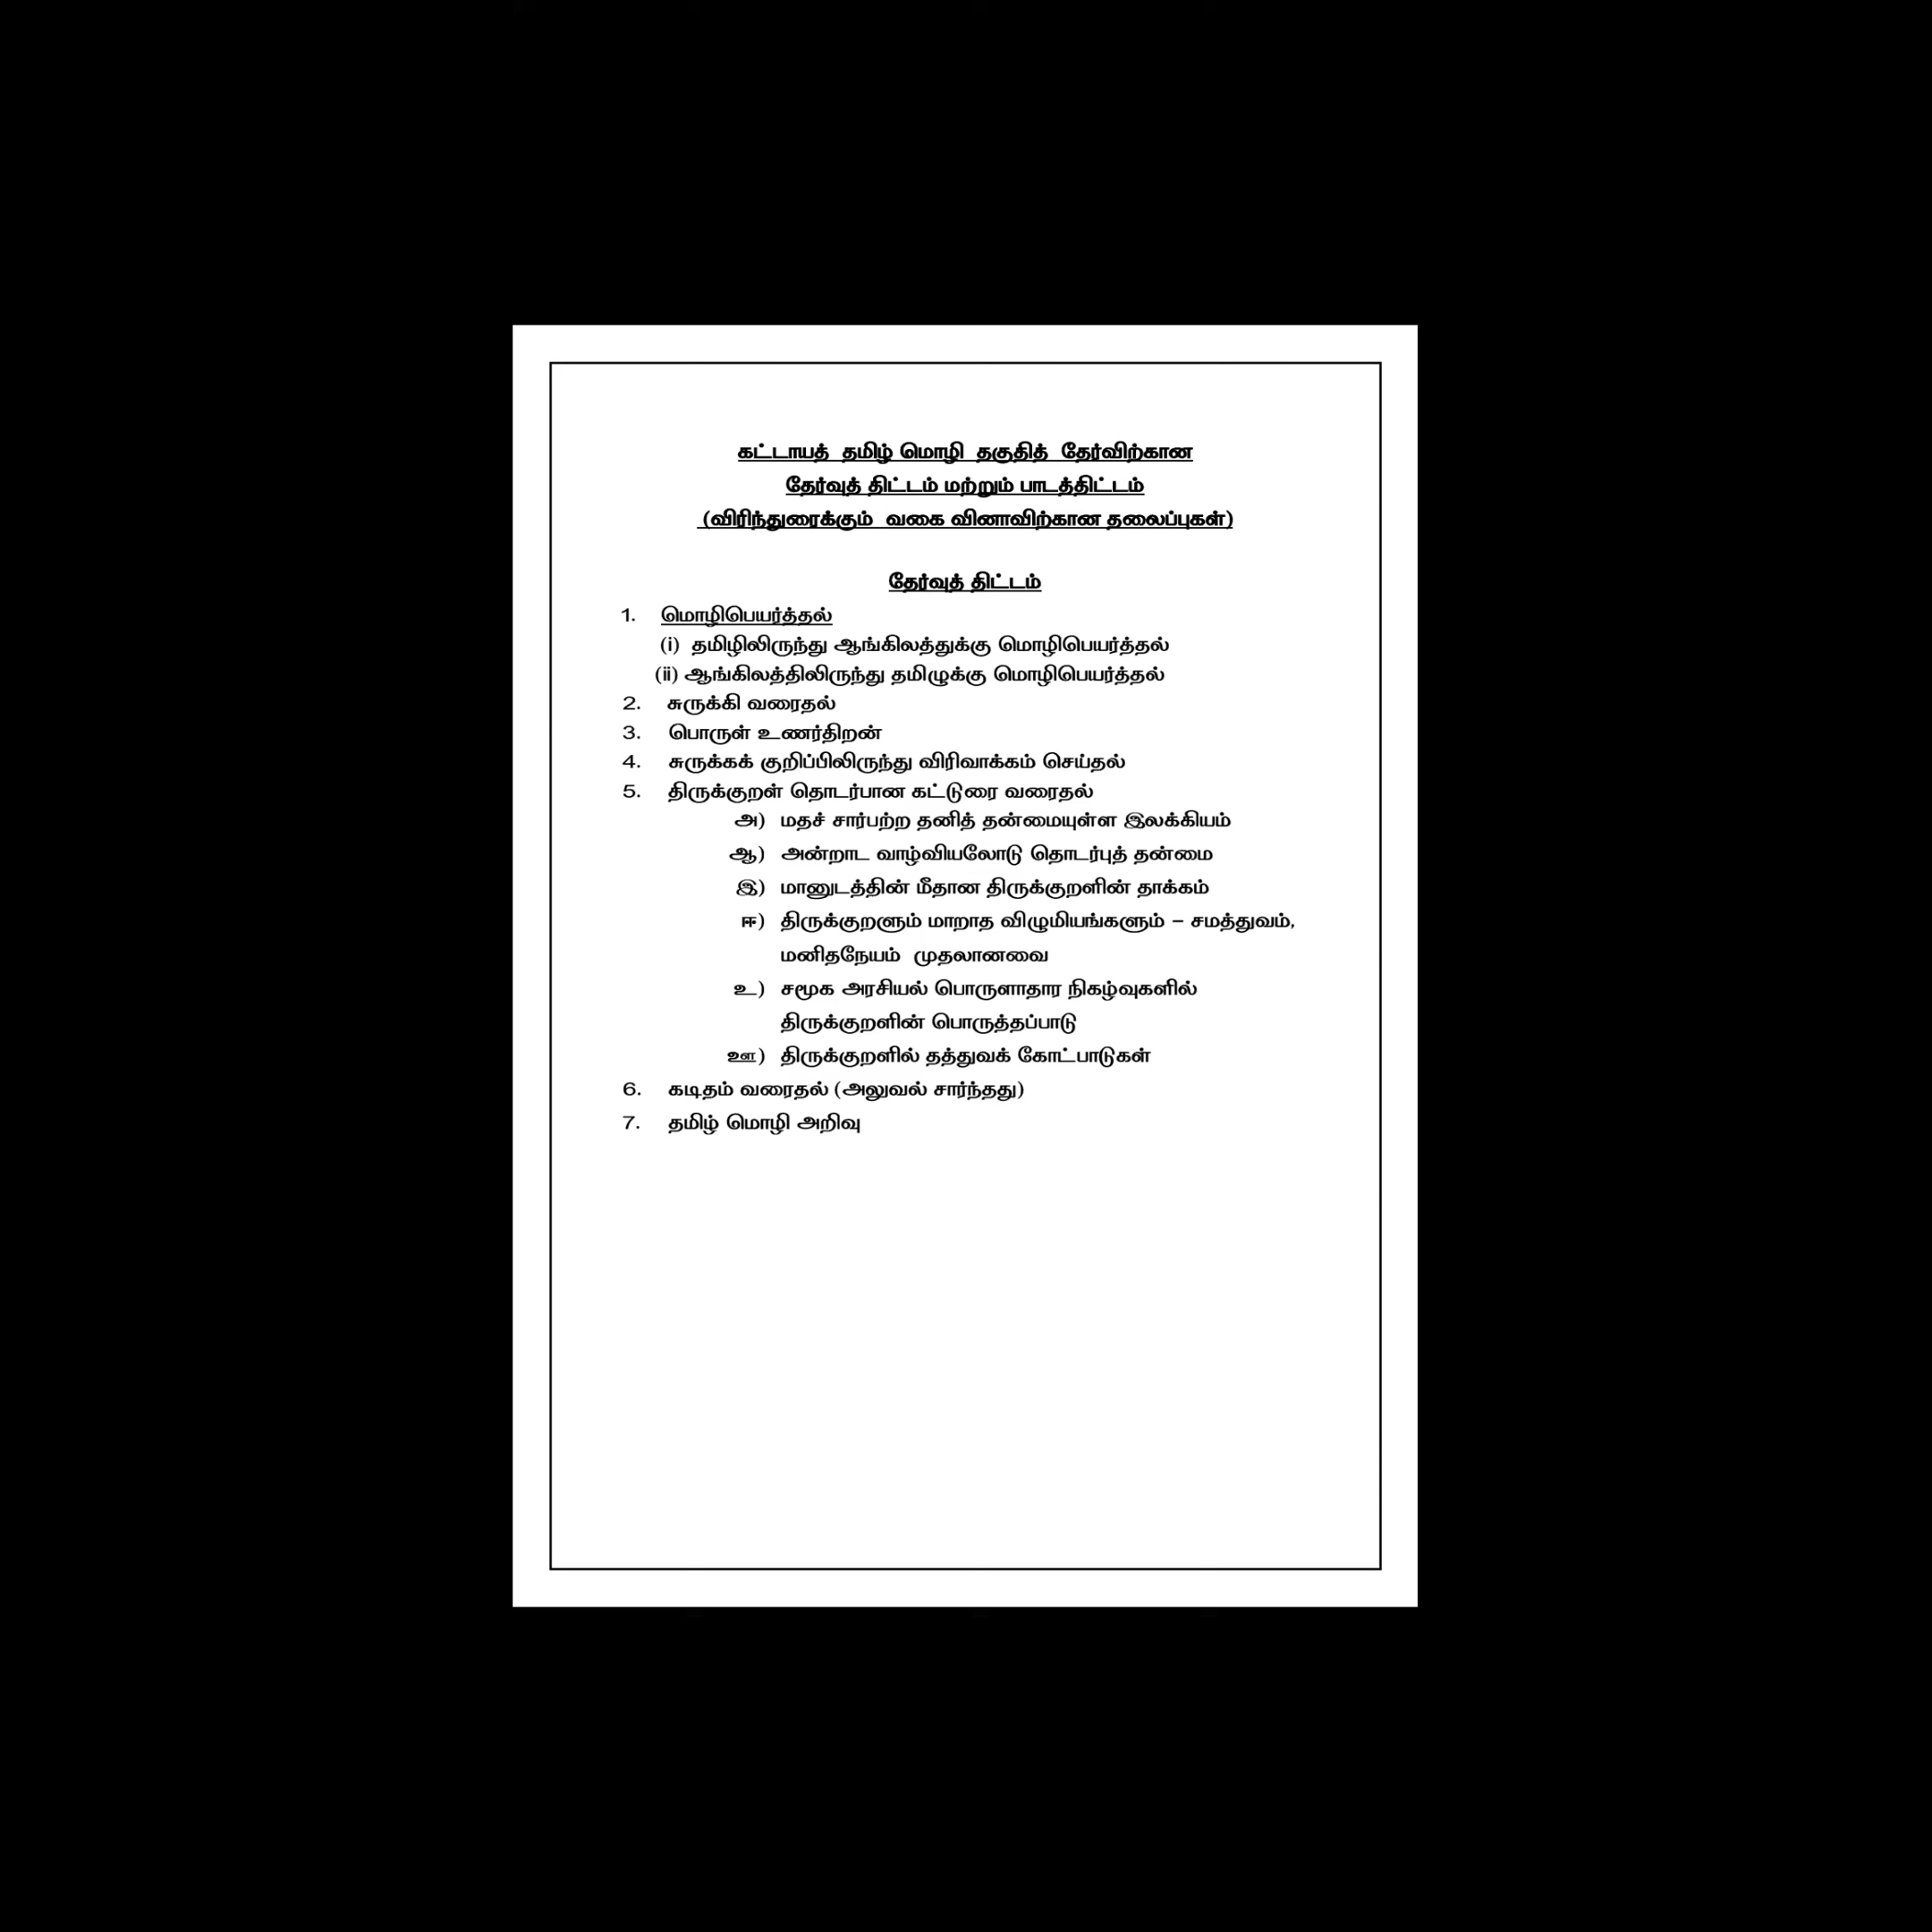 கட்டாயத் தமிழ் மொழி தகுதித் தேர்விற்கான
தேர்வுத் திட்டம் மற்றும் பாடத்திட்டம்
(விரிந்துரைக்கும் வகை வினாவிற்கான தலைப்புகள்)
தேர்வுத் திட்டம்
1. மொழிபெயர்த்தல்
(i) தமிழிலிருந்து ஆங்கிலத்துக்கு மொழிபெயர்த்தல்
(ii) ஆங்கிலத்திலிருந்து தமிழுக்கு மொழிபெயர்த்தல்
2. சுருக்கி வரைதல்
3. பொருள் உணர்திறன்
4. சுருக்கக் குறிப்பிலிருந்து விரிவாக்கம் செய்தல்
5. திருக்குறள் தொடர்பான கட்டுரை வரைதல்
அ) மதச் சார்பற்ற தனித் தன்மையுள்ள இலக்கியம்
ஆ) அன்றாட வாழ்வியலோடு தொடர்புத் தன்மை
இ) மானுடத்தின் மீதான திருக்குறளின் தாக்கம்
ஈ) திருக்குறளும் மாறாத விழுமியங்களும் – சமத்துவம்,
மனிதநேயம் முதலானவை
உ) சமூக அரசியல் பொருளாதார நிகழ்வுகளில்
திருக்குறளின் பொருத்தப்பாடு
ஊ) திருக்குறளில் தத்துவக் கோட்பாடுகள்
6. கடிதம் வரைதல் (அலுவல் சார்ந்தது)
7. தமிழ் மொழி அறிவு